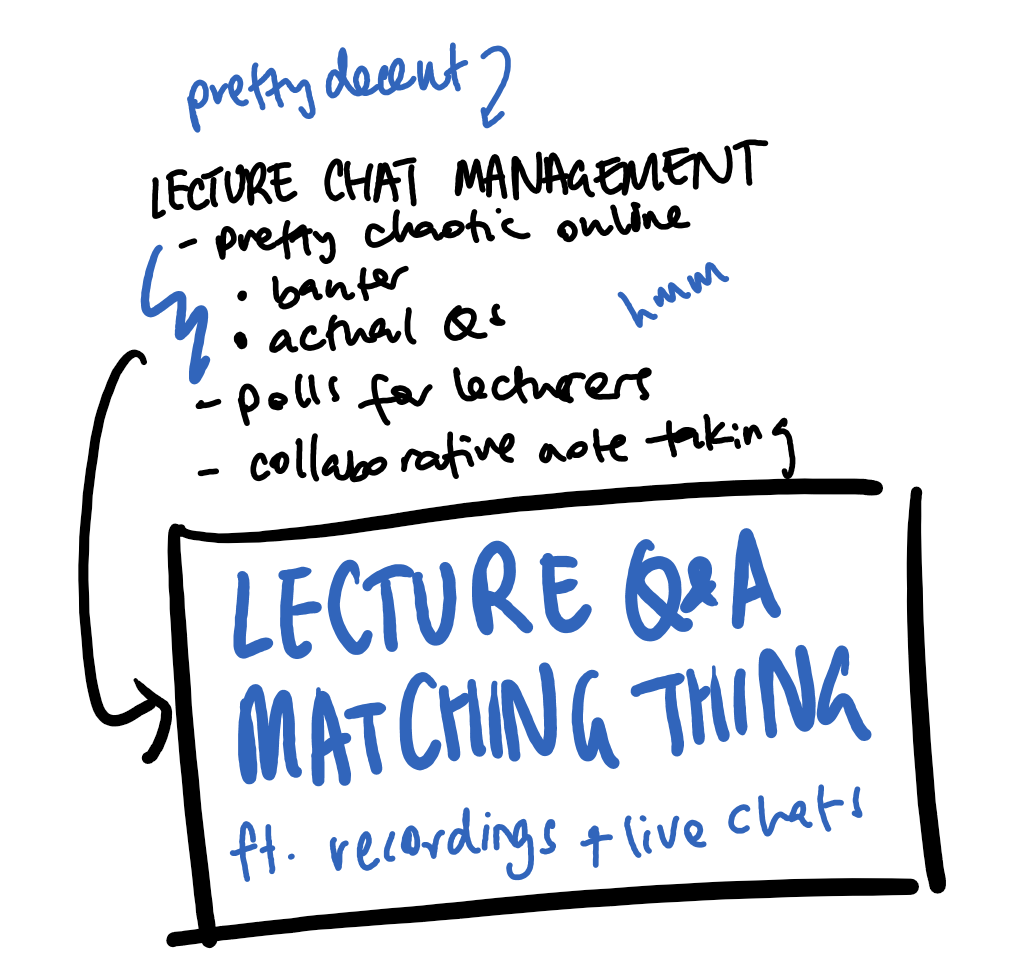 pretty decent
LECTURE CHAT MANAGEMENT
- pretty chaotic online
• banter
hmm
• actual Qs
- polls for lecturers
- collaborative note taking
LECTURE Q&A
MATCHING THING
ft. recordings + live chats